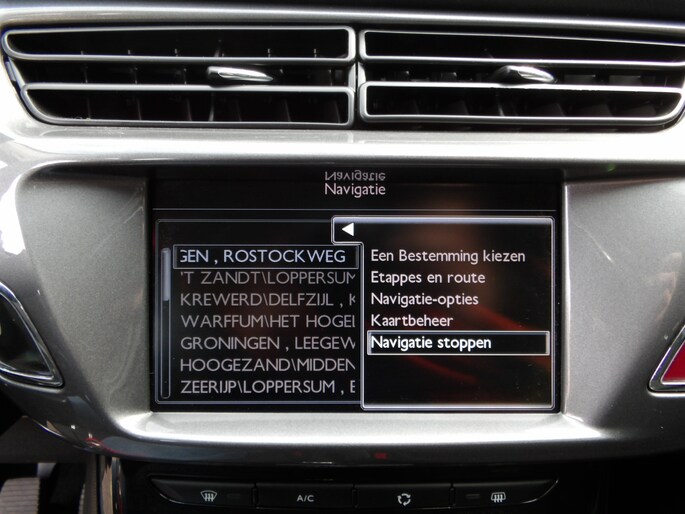 Navigatie
GEN , ROSTOCKWEG
'T ZANDT\LOPPERSUM
KREWERD\DELFZIJL , K
WARFFUM\HET HOGEL
GRONINGEN , LEEGEW
HOOGEZAND\MIDDEN
ZEERIJP\LOPPERSUM , E
Een Bestemming kiezen
Etappes en route
Navigatie-opties
Kaartbeheer
Navigatie stoppen
A/C